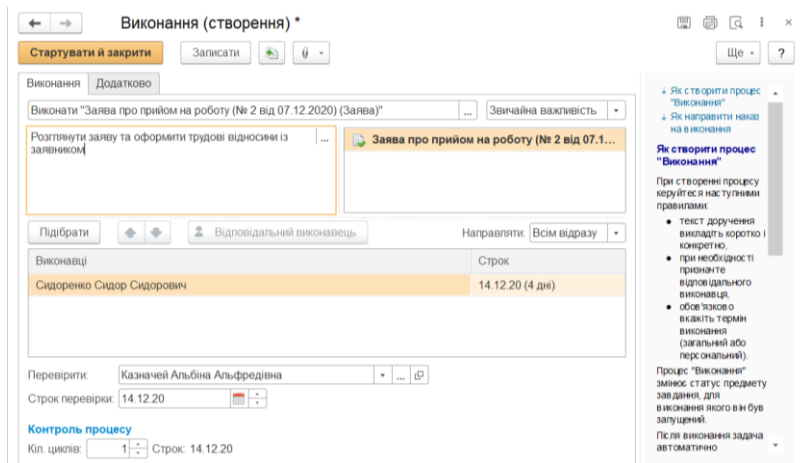 Виконання (створення) *
Стартувати й закрити
Записати
Ще
?
Виконання
Додатково
Виконати "Заява про прийом на роботу (№ 2 від 07.12.2020) (Заява)"
...
Звичайна важливість
Розглянути заяву та оформити трудові відносини із
заявником
...
Заява про прийом на роботу (№ 2 від 07.1...
Підібрати
Відповідальний виконавець
Направляти:
Всім відразу
Виконавці
Строк
Сидоренко Сидор Сидорович
14.12.20 (4 дні)
Перевірити:
Казначей Альбіна Альфредівна
...
Строк перевірки:
14.12.20
Контроль процесу
Кіл. циклів:
1
Строк: 14.12.20
Як створити процес
"Виконання"
Як направити наказ
на виконання
Як створити процес
"Виконання"
При створенні процесу
керуйтеся наступними
правилами:
текст доручення
викладіть коротко і
конкретно,
при необхідності
призначте
відповідального
виконавця,
обов'язково
вкажіть термін
виконання
(загальний або
персональний).
Процес "Виконання"
змінює статус предмету
завдання, для
виконання якого він був
запущений.
Після виконання задача
автоматично